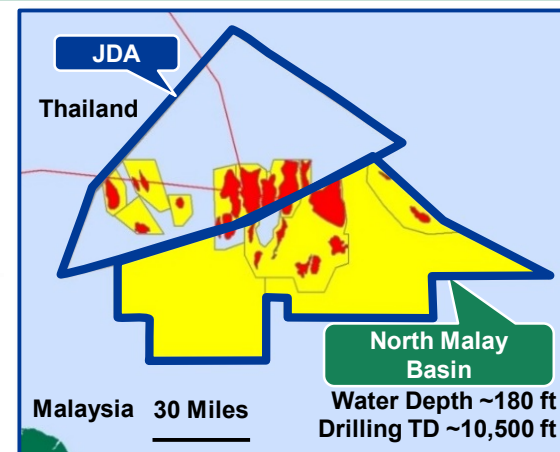 JDA
Thailand
North Malay
Basin
Malaysia 30 Miles
Water Depth ~180 ft
Drilling TD ~10,500 ft